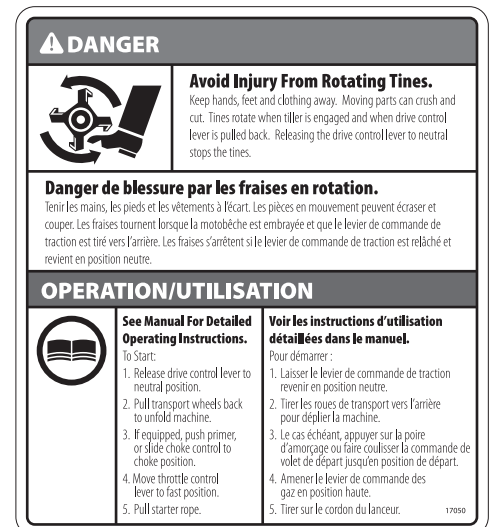 DANGER
Avoid Injury From Rotating Tines.
Keep hands, feet and clothing away. Moving parts can crush and
cut. Tines rotate when tiller is engaged and when drive control
lever is pulled back. Releasing the drive control lever to neutral
stops the tines.
Danger de blessure par les fraises en rotation.
Tenir les mains, les pieds et les vêtements à l'écart. Les pièces en mouvement peuvent écraser et
couper. Les fraises tournent lorsque la motobêche est embrayée et que le levier de commande de
traction est tiré vers l'arrière. Les fraises s'arrêtent si le levier de commande de traction est relâché et
revient en position neutre.
OPERATION/UTILISATION
See Manual For Detailed
Operating Instructions.
To Start:
1. Release drive control lever to
neutral position.
2. Pull transport wheels back
to unfold machine.
3. If equipped, push primer,
or slide choke control to
choke position.
4. Move throttle control
lever to fast position.
5. Pull starter rope.
Voir les instructions d'utilisation
détaillées dans le manuel.
Pour démarrer :
1. Laisser le levier de commande de traction
revenir en position neutre.
2. Tirer les roues de transport vers l'arrière
pour déplier la machine.
3. Le cas échéant, appuyer sur la poire
d'amorçage ou faire coulisser la commande de
volet de départ jusqu'en position de départ.
4. Amener le levier de commande des
gaz en position haute.
5. Tirer sur le cordon du lanceur.
17050